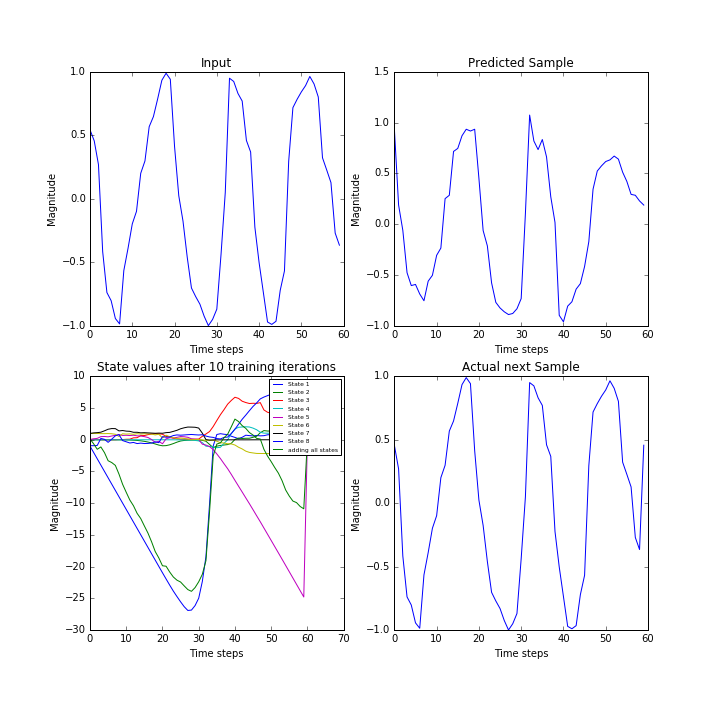 Input
1.0
0.5
0.0
−0.5
−1.0
Magnitude
0 10 20 30 40 50 60
Time steps
Predicted Sample
1.5
1.0
0.5
0.0
−0.5
−1.0
Magnitude
0 10 20 30 40 50 60
Time steps
State values after 10 training iterations
10
5
0
−5
−10
−15
−20
−25
−30
Magnitude
0 10 20 30 40 50 60 70
Time steps
State 1
State 2
State 3
State 4
State 5
State 6
State 7
State 8
adding all states
Actual next Sample
1.0
0.5
0.0
−0.5
−1.0
Magnitude
0 10 20 30 40 50 60
Time steps